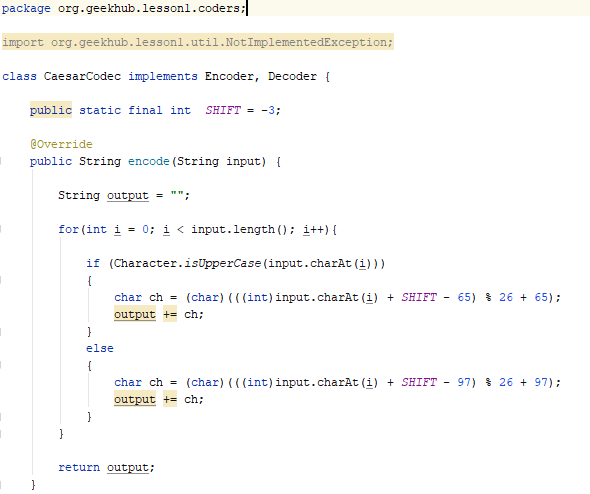 package org.geekhub.lesson1.coders;
import org.geekhub.lesson1.util.NotImplementedException;
class CaesarCodec implements Encoder, Decoder {
public static final int SHIFT = -3;
@Override
public String encode(String input) {
String output = "";
for(int i = 0; i < input.length(); i++){
if (Character.isUpperCase(input.charAt(i)))
{
char ch = (char)(((int)input.charAt(i) + SHIFT - 65) % 26 + 65);
output += ch;
}
else
{
char ch = (char)(((int)input.charAt(i) + SHIFT - 97) % 26 + 97);
output += ch;
}
}
return output;
}